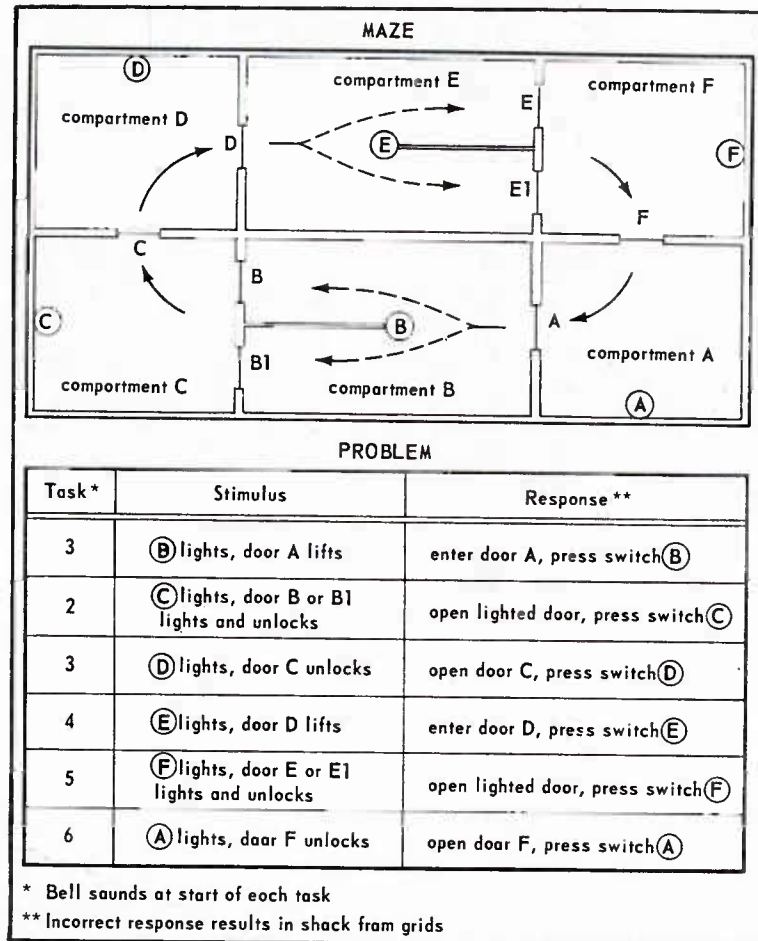 MAZE
D
compartment D
compartment E
compartment F
D
E
E
F
E1
F
C
B
C
B
A
B1
compartment C
compartment B
compartment A
A
PROBLEM
Task* Stimulus Response **
3 B lights, door A lifts enter door A, press switch B
2 C lights, door B or B1
lights and unlocks open lighted door, press switch C
3 D lights, door C unlocks open door C, press switch D
4 E lights, door D lifts enter door D, press switch E
5 F lights, door E or E1
lights and unlocks open lighted door, press switch F
6 A lights, daar F unlocks open daar F, press switch A
* Bell saunds at start of eoch task
** Incarrect respanse results in shack fram grids